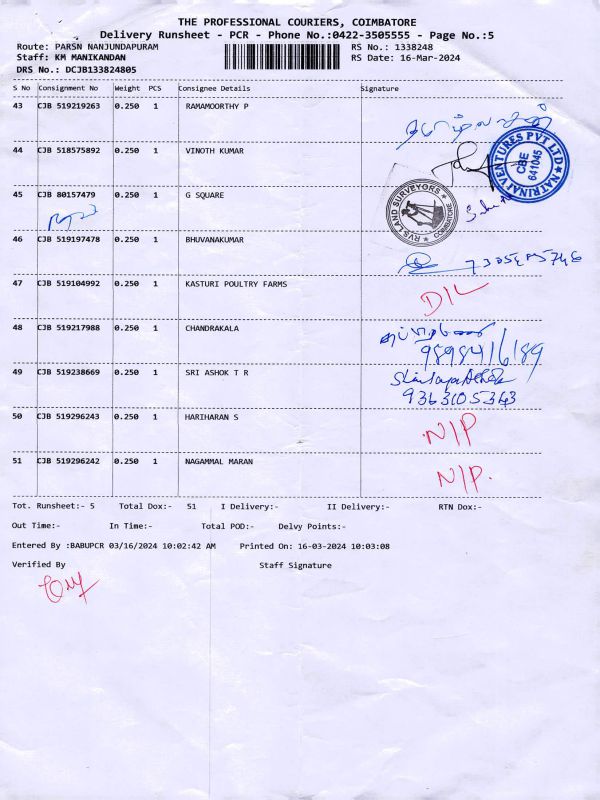 THE PROFESSIONAL COURIERS, COIMBATORE
Delivery Runsheet - PCR - Phone No.:0422-3505555 - Page No.:5
Route: PARSN NANJUNDAPURAM RS No.: 1338248
Staff: KM MANIKANDAN RS Date: 16-Mar-2024
DRS No.: DCJB133824805
S No Consignment No Weight PCS Consignee Details Signature
43 CJB 519219263 0.250 1 RAMAMOORTHY P
44 CJB 518575892 0.250 1 VINOTH KUMAR
NATRINAI VENTURES PVT LTD
CBE
641045
45 CJB 80157479 0.250 1 G SQUARE
RVS LAND SURVEYORS
COIMBATORE
46 CJB 519197478 0.250 1 BHUVANAKUMAR
47 CJB 519104992 0.250 1 KASTURI POULTRY FARMS
D/L
48 CJB 519217988 0.250 1 CHANDRAKALA
49 CJB 519238669 0.250 1 SRI ASHOK T R
9363105343
50 CJB 519296243 0.250 1 HARIHARAN S
N/P
51 CJB 519296242 0.250 1 NAGAMMAL MARAN
N/P.
Tot. Runsheet:- 5 Total Dox:- 51 I Delivery:- II Delivery:- RTN Dox:-
Out Time:- In Time:- Total POD:- Delvy Points:-
Entered By :BABUPCR 03/16/2024 10:02:42 AM Printed On: 16-03-2024 10:03:08
Verified By Staff Signature